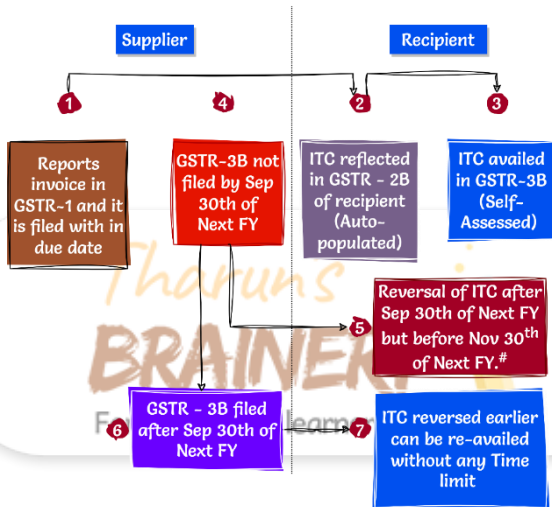 Supplier
Recipient
1
4
2
3
Reports
invoice in
GSTR-1 and it
is filed with in
due date
GSTR-3B not
filed by Sep
30th of
Next FY
ITC reflected
in GSTR - 2B
of recipient
(Auto-
populated)
ITC availed
in GSTR-3B
(Self-
Assessed)
Tharuns
BRAINERY
5
Reversal of ITC after
Sep 30th of Next FY
but before Nov 30th
of Next FY.#
6
GSTR - 3B filed
after Sep 30th of
Next FY
learn
7
ITC reversed earlier
can be re-availed
without any Time
limit